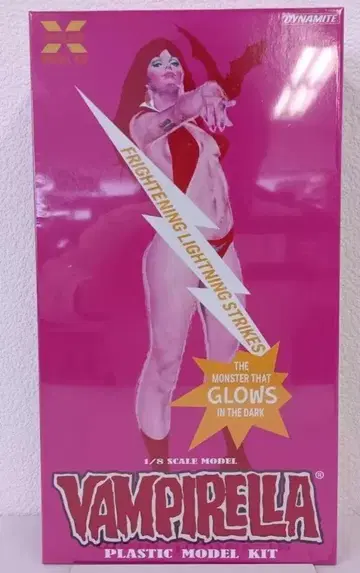 DYNAMITE
FRIGHTENING LIGHTNING STRIKES
THE
MONSTER THAT
GLOWS
IN THE DARK
1/8 SCALE MODEL
VAMPIRELLA®
PLASTIC MODEL KIT